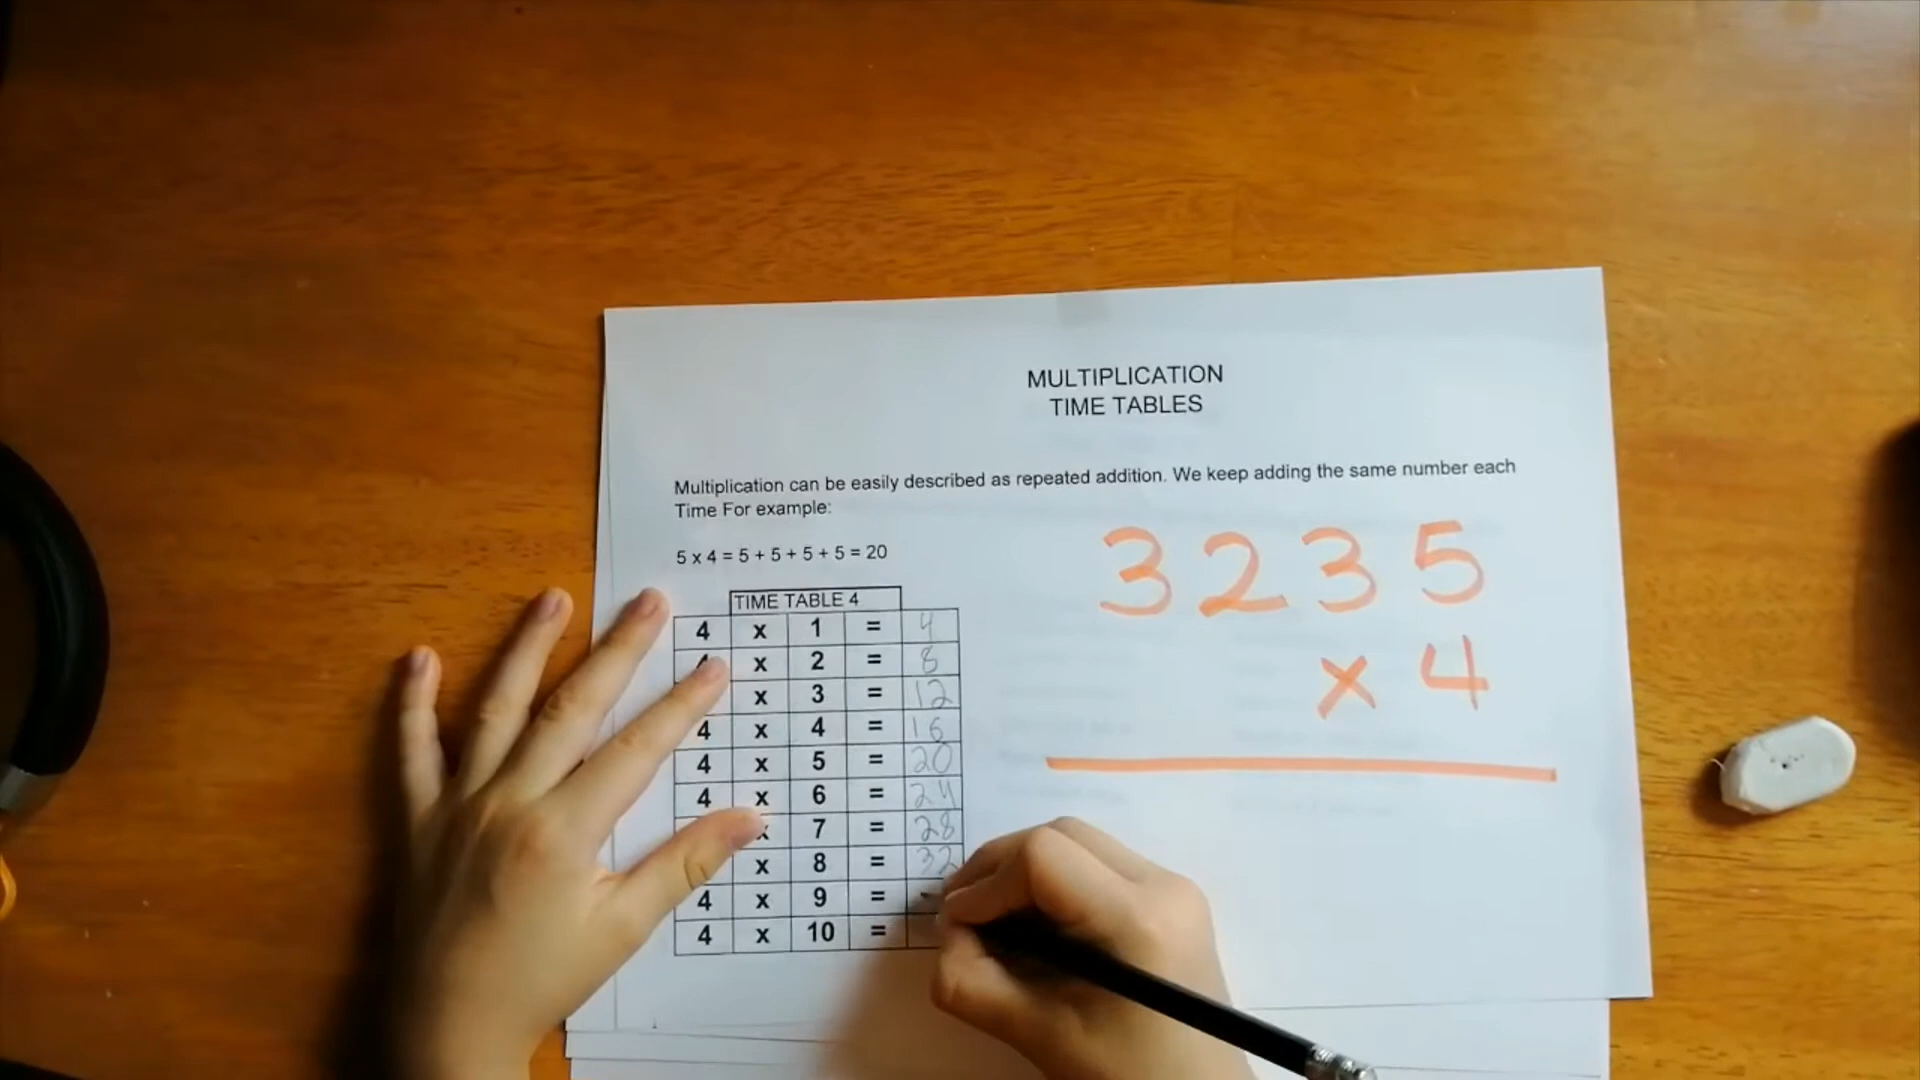 MULTIPLICATION
TIME TABLES
Multiplication can be easily described as repeated addition. We keep adding the same number each
Time For example:
5 x 4 = 5 + 5 + 5 + 5 = 20
TIME TABLE 4
4 x 1 = 4
x 2 = 8
x 3 = 12
4 x 4 = 16
4 x 5 = 20
4 x 6 = 24
x 7 = 28
x 8 = 32
4 x 9 =
4 x 10 =
3235
x 4